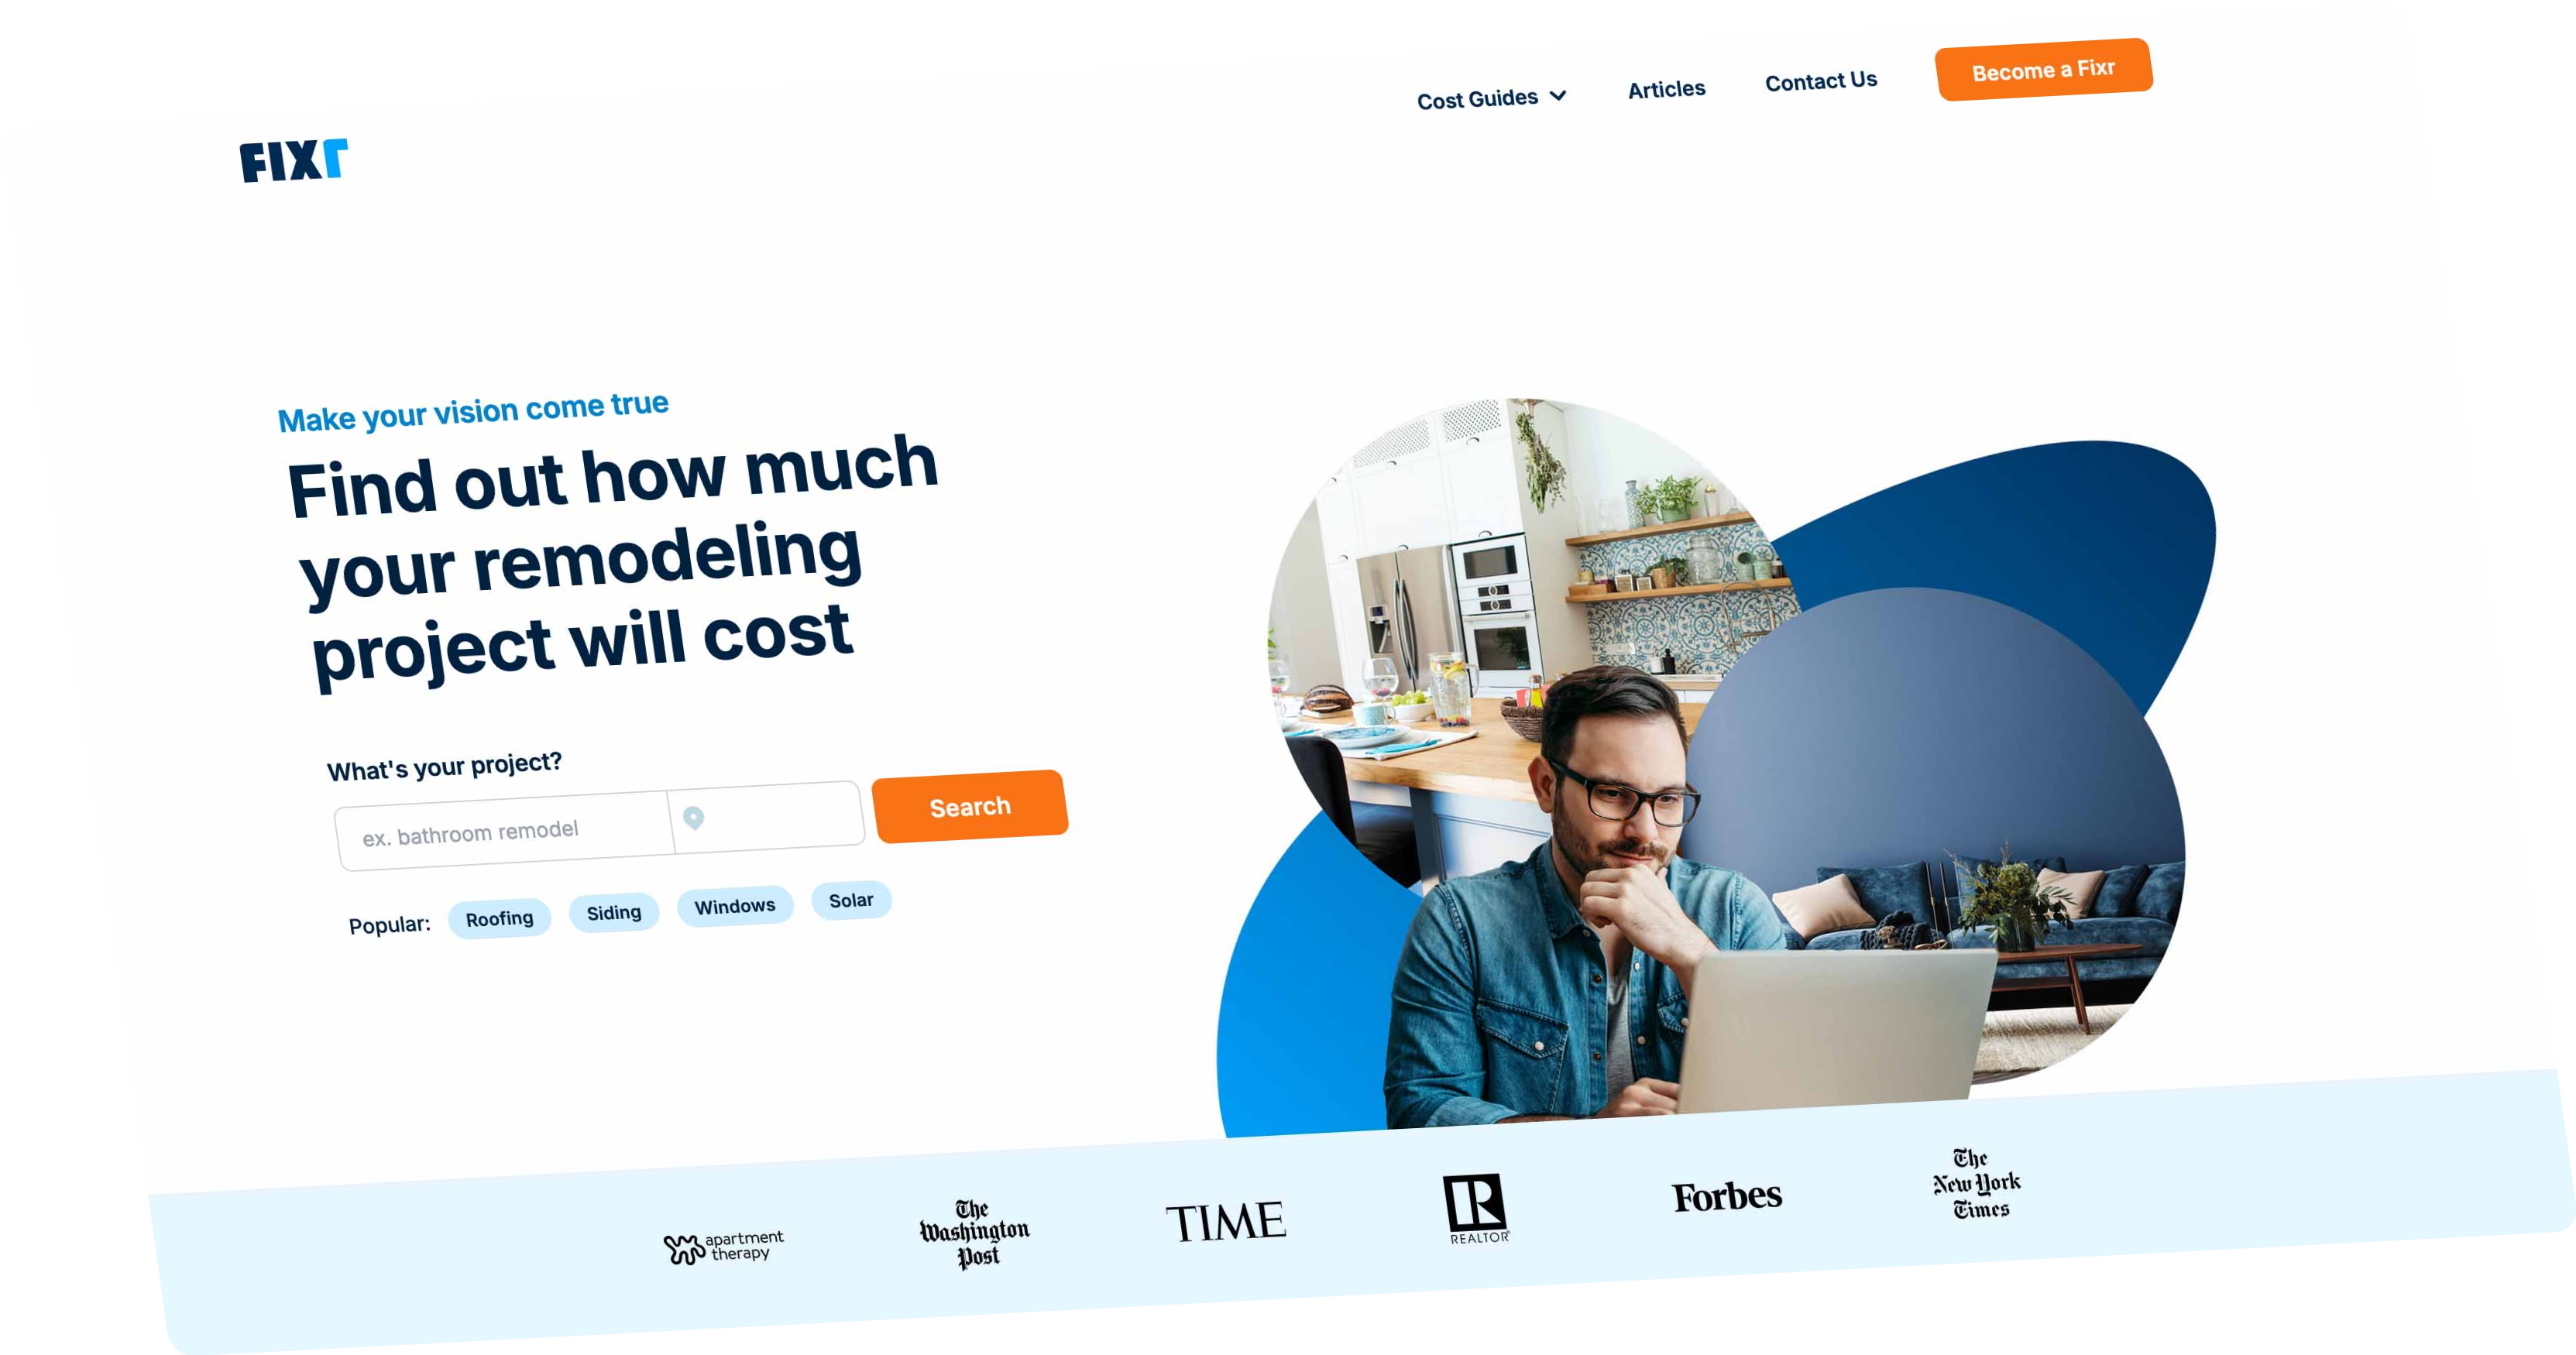 Cost Guides
Articles
Contact Us
Become a Fixr
FIXr
Make your vision come true
Find out how much
your remodeling
project will cost
What's your project?
ex. bathroom remodel
Search
Popular:
Roofing
Siding
Windows
Solar
apartment
therapy
The
Washington
Post
TIME
R
REALTOR®
Forbes
The
New York
Times